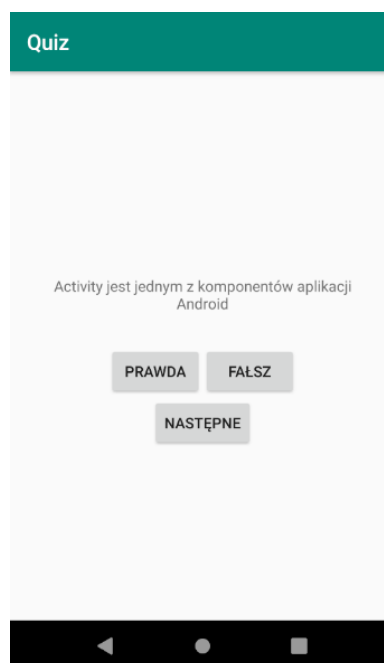 Quiz
Activity jest jednym z komponentów aplikacji
Android
PRAWDA FAŁSZ
NASTĘPNE